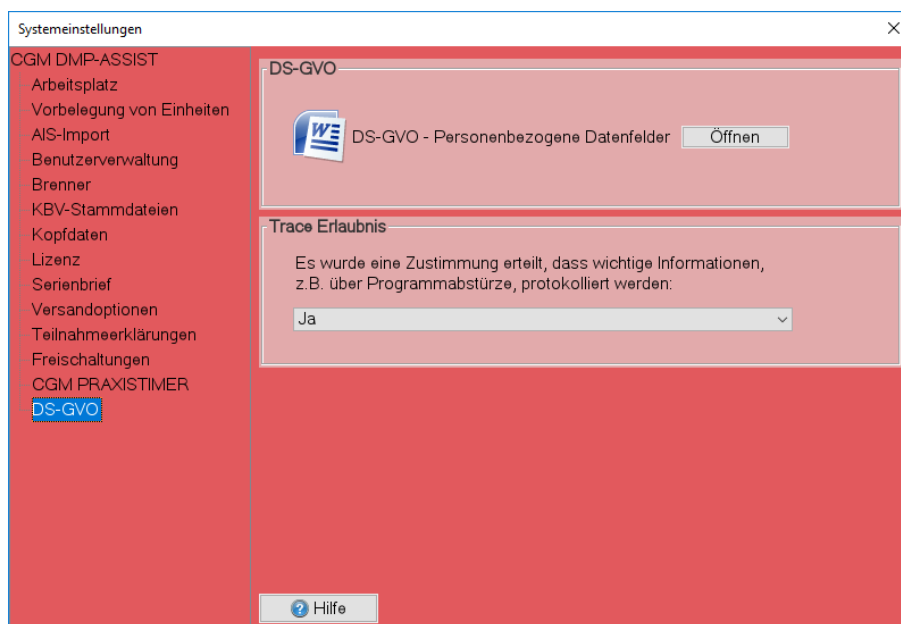 Systemeinstellungen
CGM DMP-ASSIST
Arbeitsplatz
Vorbelegung von Einheiten
AIS-Import
Benutzerverwaltung
Brenner
KBV-Stammdateien
Kopfdaten
Lizenz
Serienbrief
Versandoptionen
Teilnahmeerklärungen
Freischaltungen
CGM PRAXISTIMER
DS-GVO
DS-GVO
W
DS-GVO - Personenbezogene Datenfelder
Öffnen
Trace Erlaubnis
Es wurde eine Zustimmung erteilt, dass wichtige Informationen,
z.B. über Programmabstürze, protokolliert werden:
Ja
? Hilfe